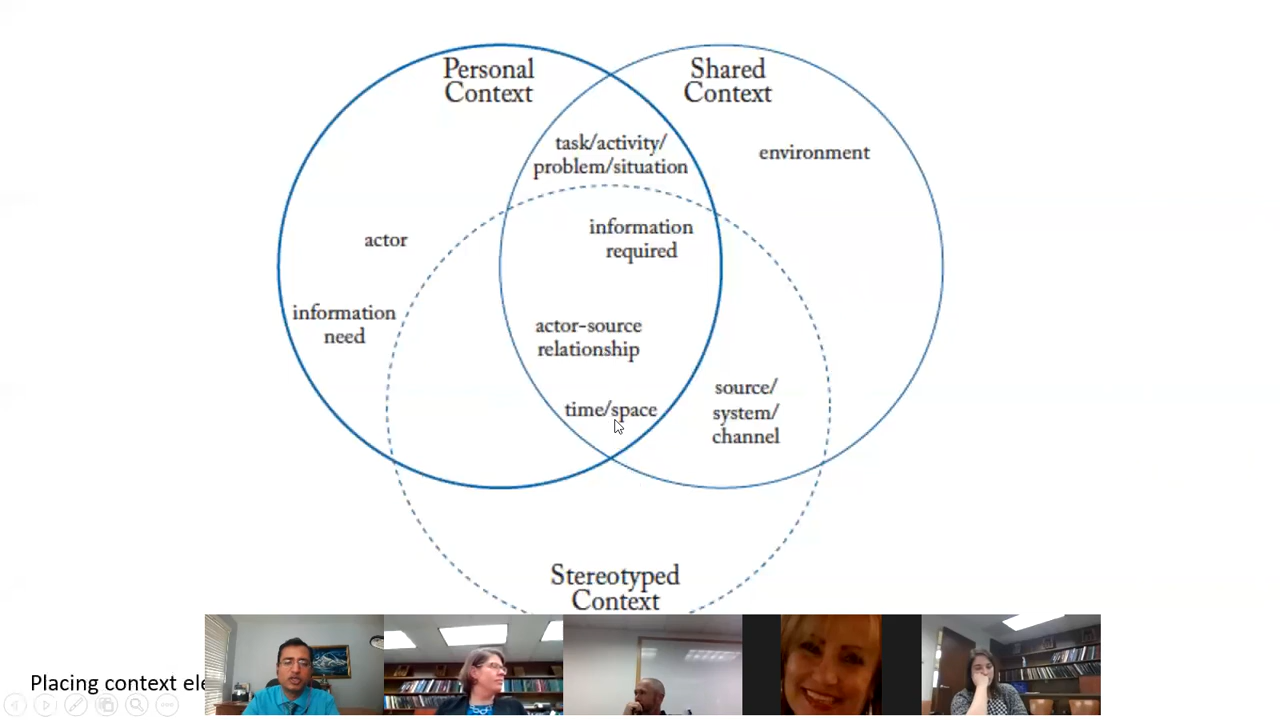 Personal
Context
Shared
Context
task/activity/
problem/situation
environment
information
required
actor
information
need
actor-source
relationship
source/
system/
channel
time/space
Stereotyped
Context
Placing context